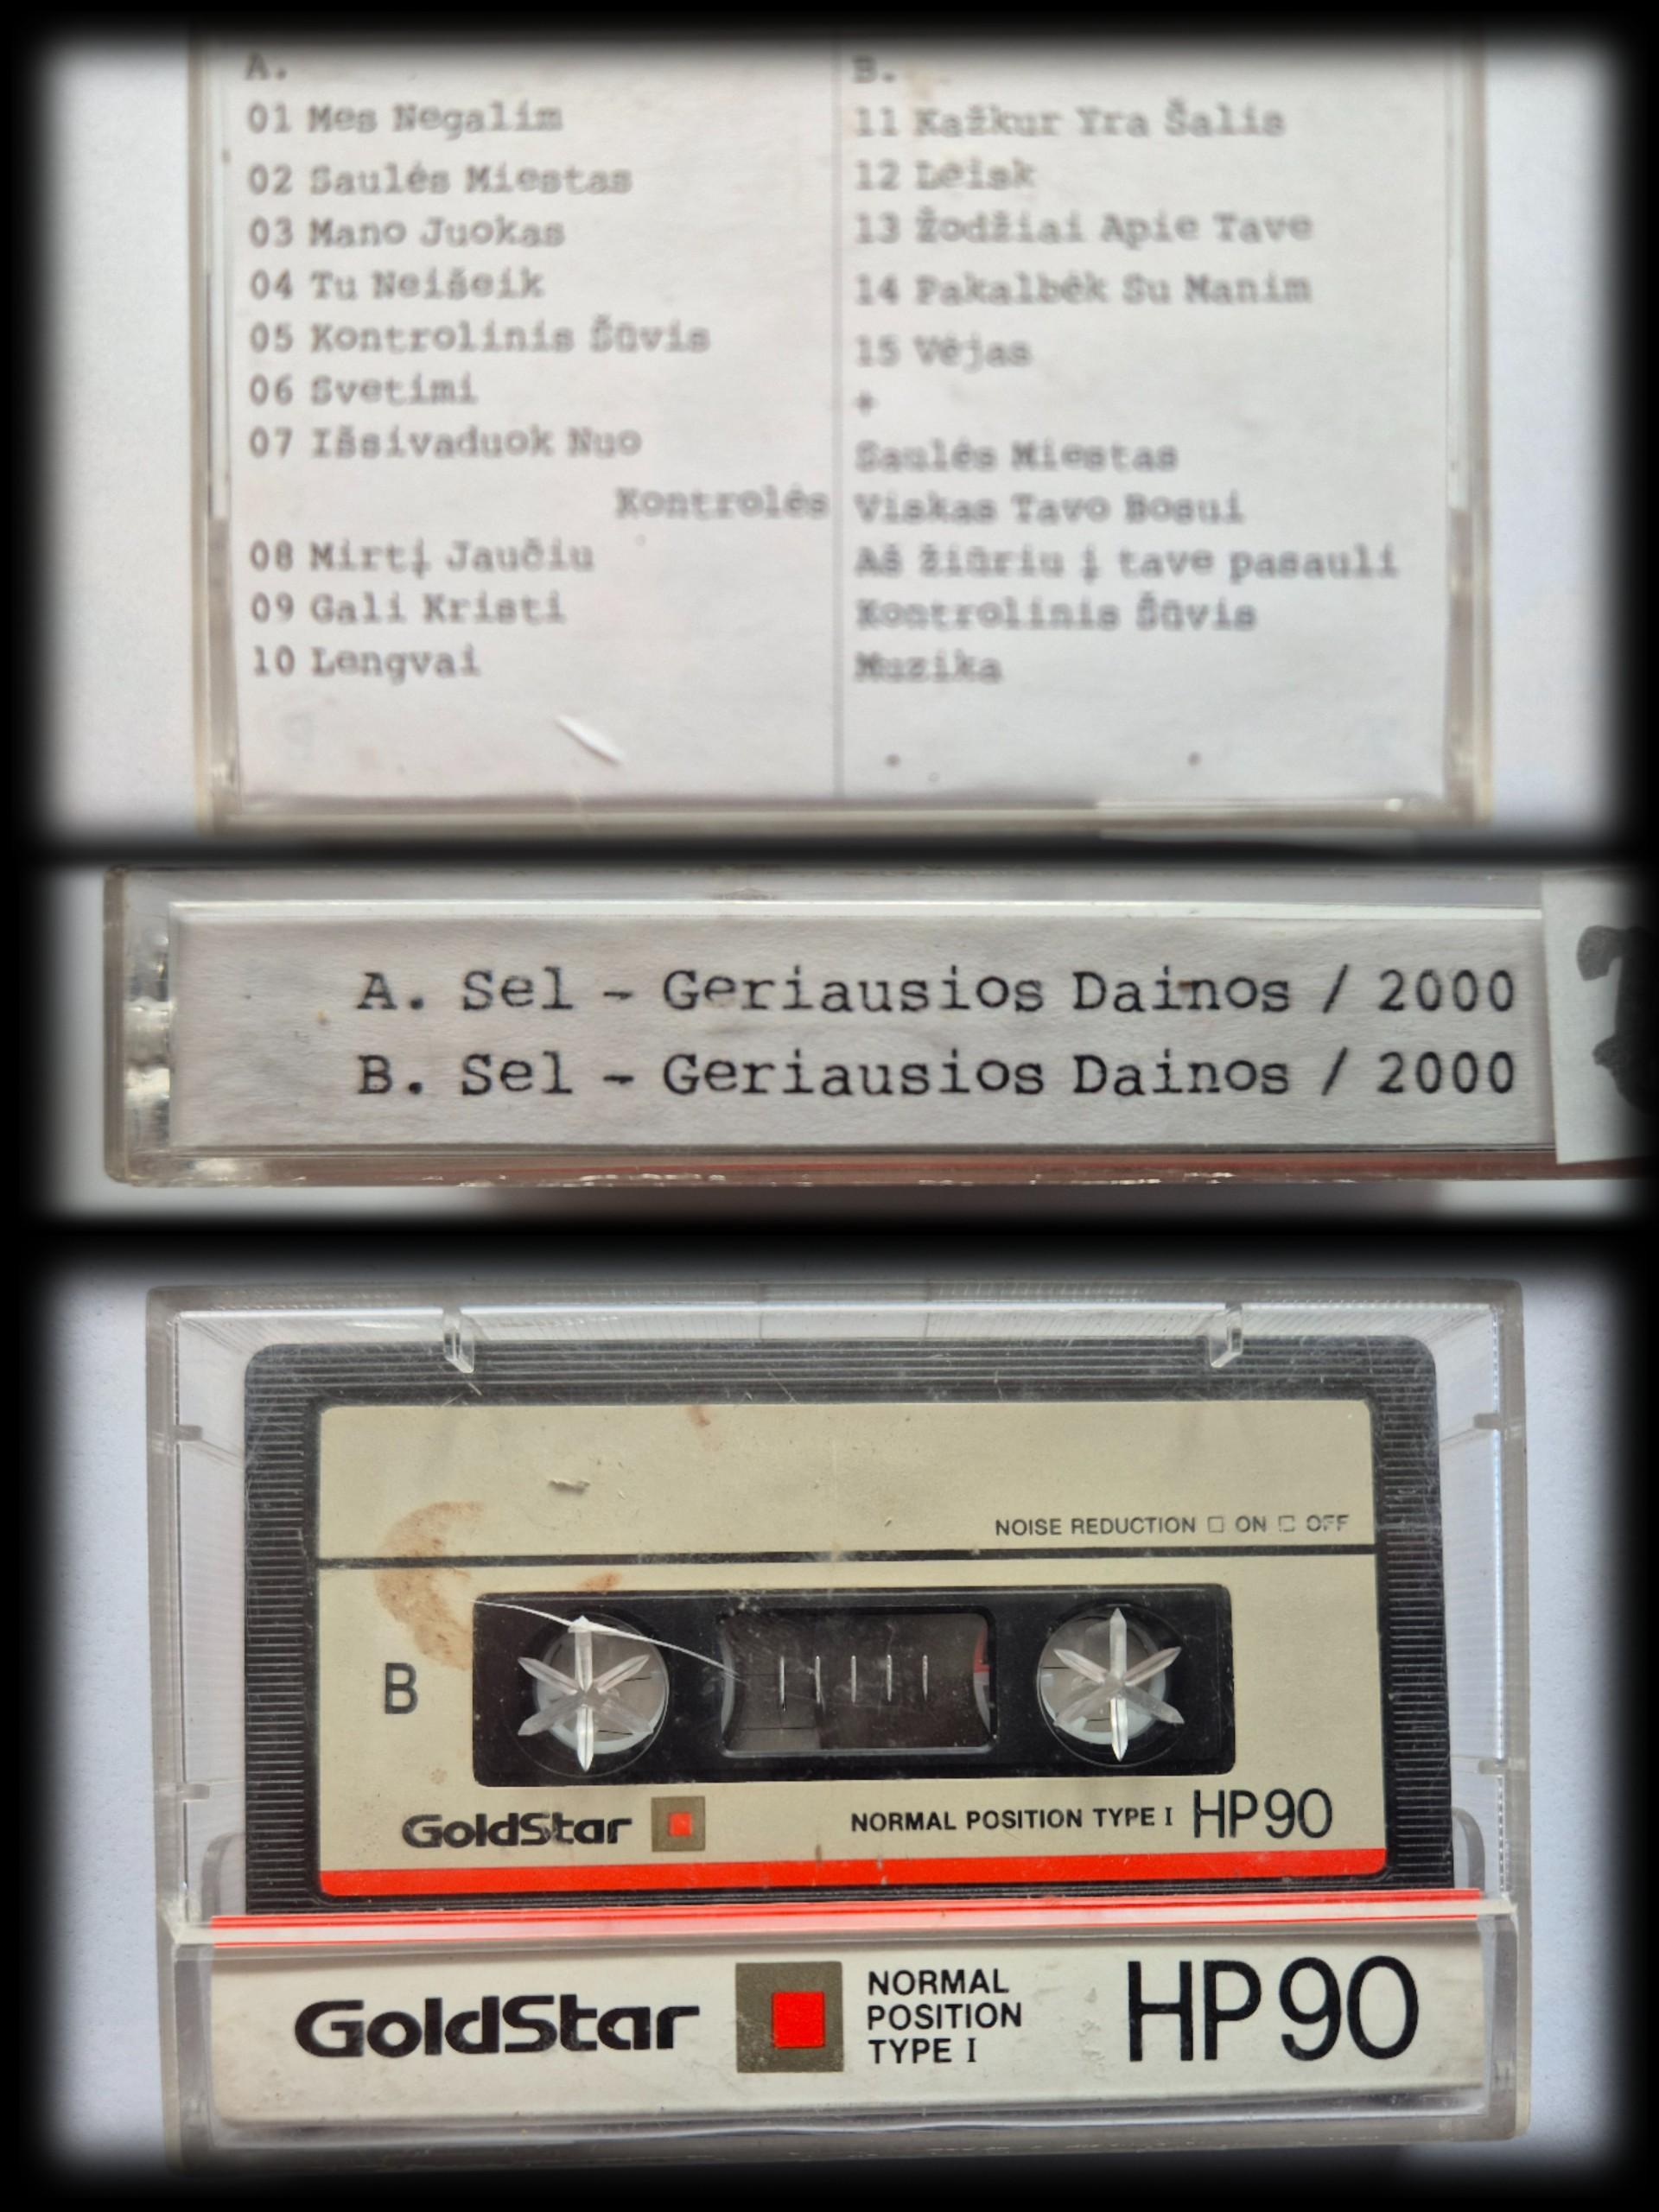 A.
01 Mes Negalim
02 Saulės Miestas
03 Mano Juokas
04 Tu Neišeik
05 Kontrolinis Šūvis
06 Svetimi
07 Išsivaduok Nuo
Kontrolės
08 Mirtį Jaučiu
09 Gali Kristi
10 Lengvai
B.
11 Kažkur Yra Šalis
12 Leisk
13 Žodžiai Apie Tave
14 Pakalbėk Su Manim
15 Vėjas
+
Saulės Miestas
Viskas Tavo Bosui
Aš žiūriu į tave pasauli
Kontrolinis Šūvis
Muzika
A. Sel - Geriausios Dainos / 2000
B. Sel - Geriausios Dainos / 2000
NOISE REDUCTION □ ON □ OFF
B
GoldStar
NORMAL POSITION TYPE I HP90
GoldStar
NORMAL
POSITION
TYPE I
HP90